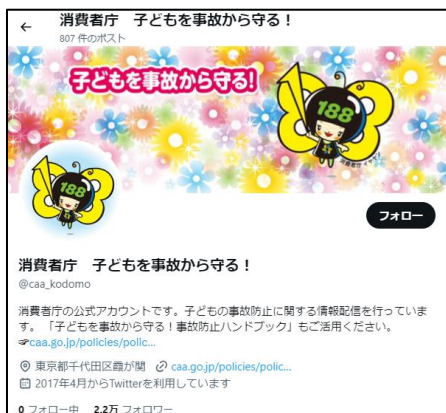 消費者庁 子どもを事故から守る！
807 件のポスト
子どもを事故から守る!
188
消費者庁 イヤヤン
188
フォロー
消費者庁 子どもを事故から守る！
@caa_kodomo
消費者庁の公式アカウントです。子どもの事故防止に関する情報配信を行っていま
す。 「子どもを事故から守る！事故防止ハンドブック」もご活用ください。
☞caa.go.jp/policies/polic...
東京都千代田区霞が関 caa.go.jp/policies/polic...
2017年4月からTwitterを利用しています
0 フォロー中 2.2万 フォロワー